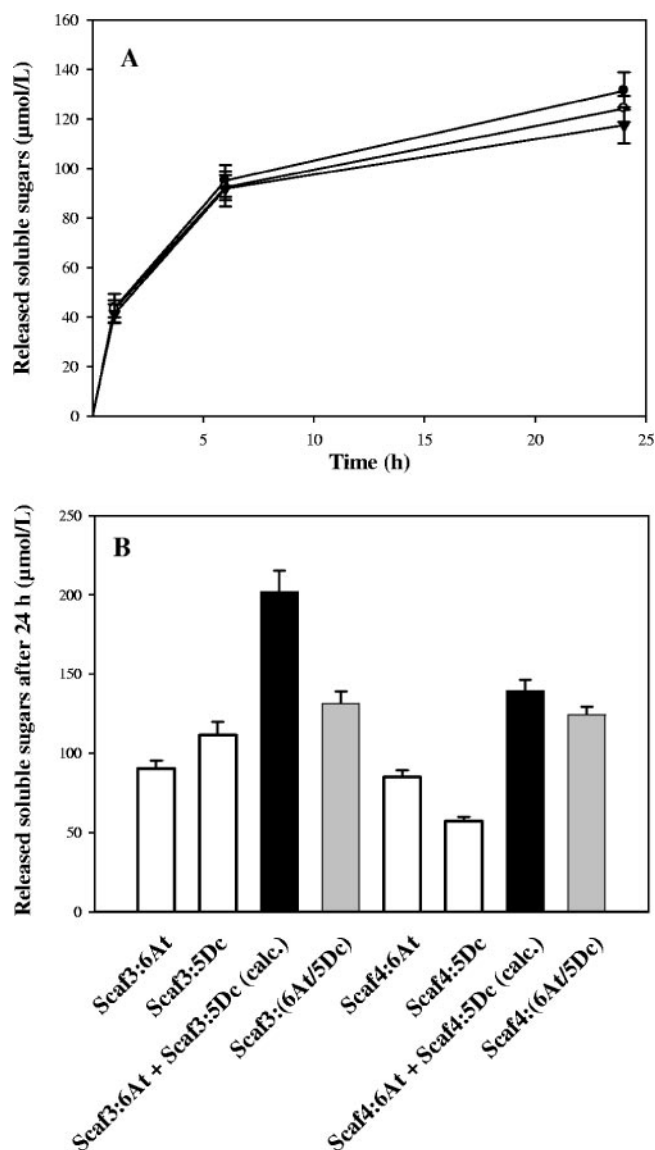 A
Released soluble sugars (µmol/L)
160
140
120
100
80
60
40
20
0
5
10
15
20
25
Time (h)
B
Released soluble sugars after 24 h (µmol/L)
250
200
150
100
50
0
Scaf3:6At
Scaf3:5Dc
Scaf3:6At + Scaf3:5Dc (calc.)
Scaf3:(6At/5Dc)
Scaf4:6At
Scaf4:5Dc
Scaf4:6At + Scaf4:5Dc (calc.)
Scaf4:(6At/5Dc)